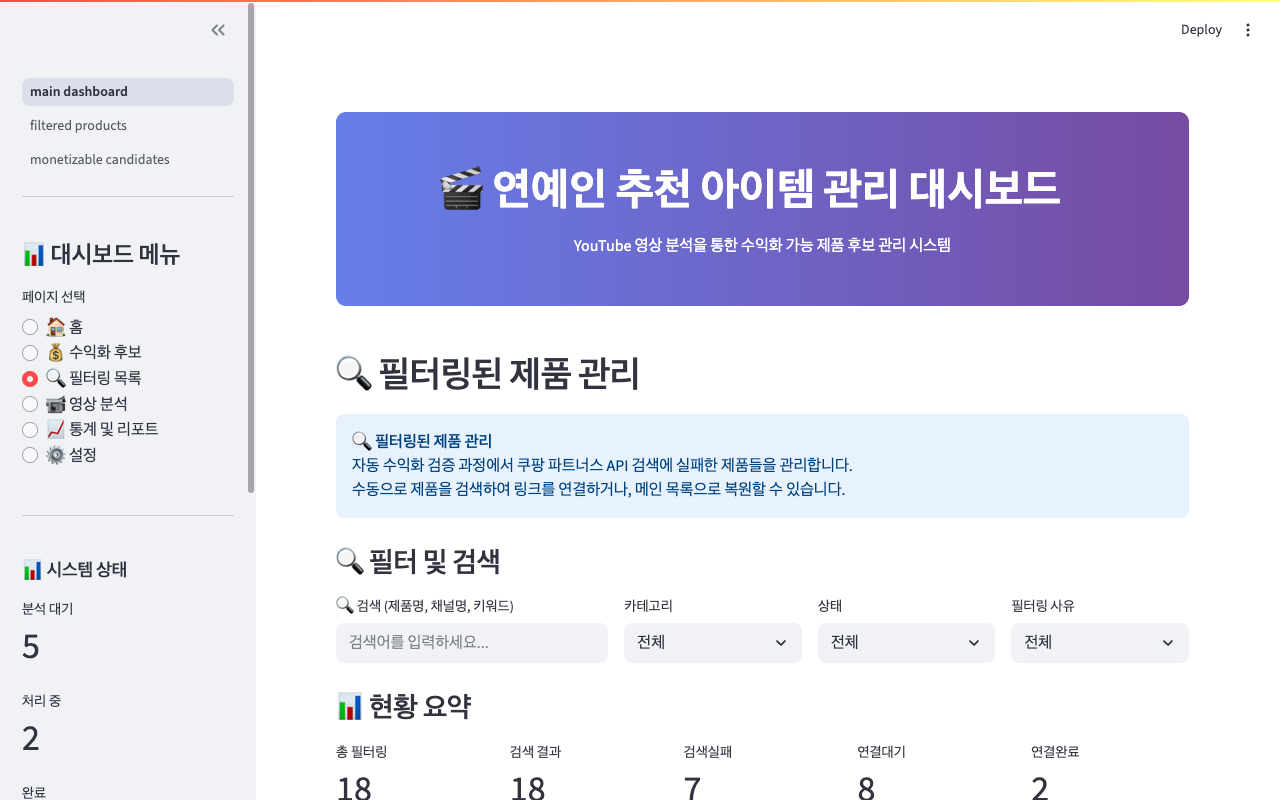 Deploy
main dashboard
filtered products
monetizable candidates
대시보드 메뉴
페이지 선택
홈
수익화 후보
필터링 목록
영상 분석
통계 및 리포트
설정
시스템 상태
분석 대기
5
처리 중
2
완료
연예인 추천 아이템 관리 대시보드
YouTube 영상 분석을 통한 수익화 가능 제품 후보 관리 시스템
필터링된 제품 관리
필터링된 제품 관리
자동 수익화 검증 과정에서 쿠팡 파트너스 API 검색에 실패한 제품들을 관리합니다.
수동으로 제품을 검색하여 링크를 연결하거나, 메인 목록으로 복원할 수 있습니다.
필터 및 검색
검색 (제품명, 채널명, 키워드) 카테고리 상태 필터링 사유
검색어를 입력하세요... 전체 전체 전체
현황 요약
총 필터링 검색 결과 검색실패 연결대기 연결완료
18 18 7 8 2